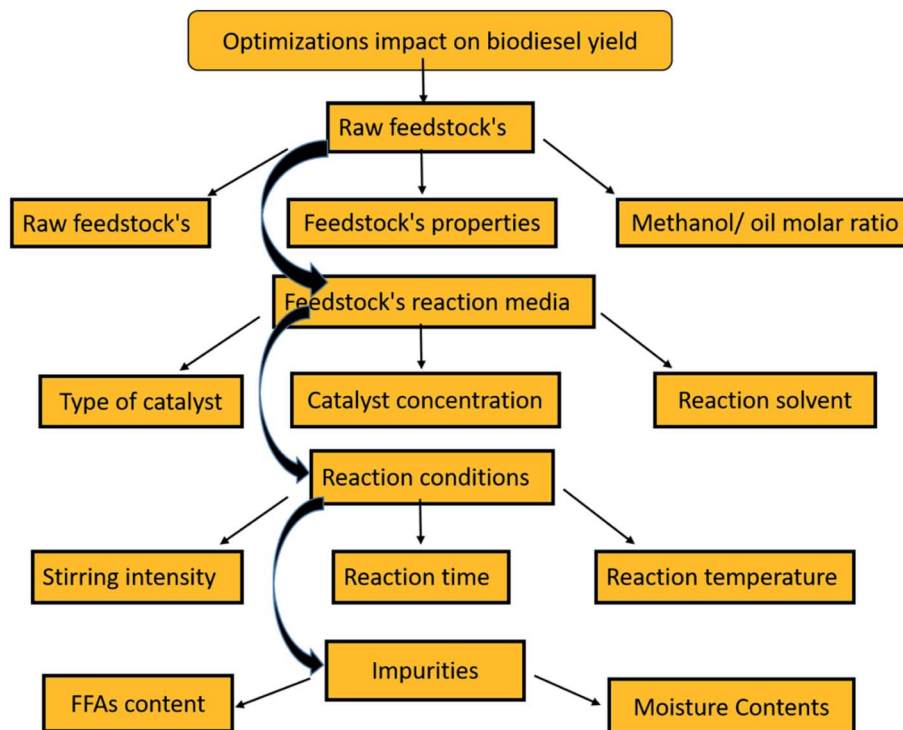 Optimizations impact on biodiesel yield
Raw feedstock's
Raw feedstock's
Feedstock's properties
Methanol/ oil molar ratio
Feedstock's reaction media
Type of catalyst
Catalyst concentration
Reaction solvent
Reaction conditions
Stirring intensity
Reaction time
Reaction temperature
Impurities
FFAs content
Moisture Contents